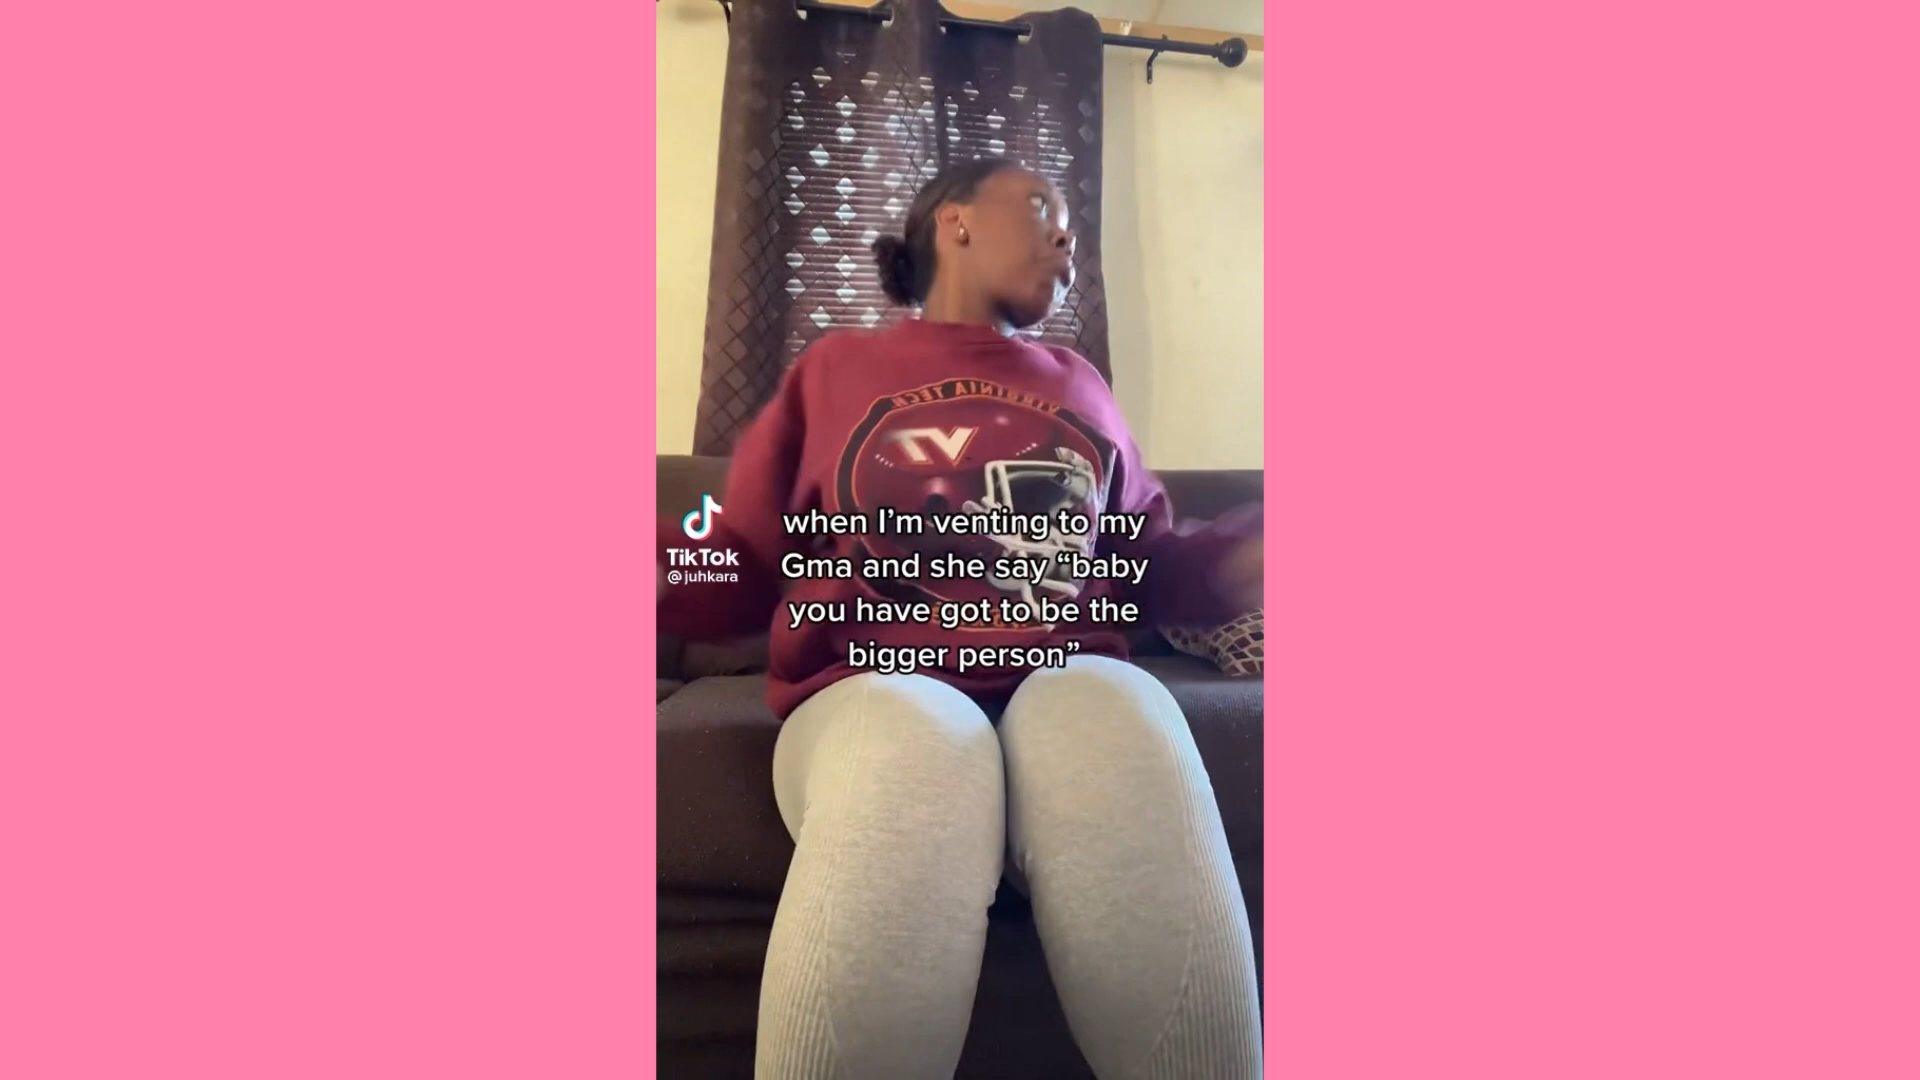 VIRGINIA TECH
VT
when I’m venting to my
Gma and she say “baby
you have got to be the
bigger person”
TikTok
@juhkara